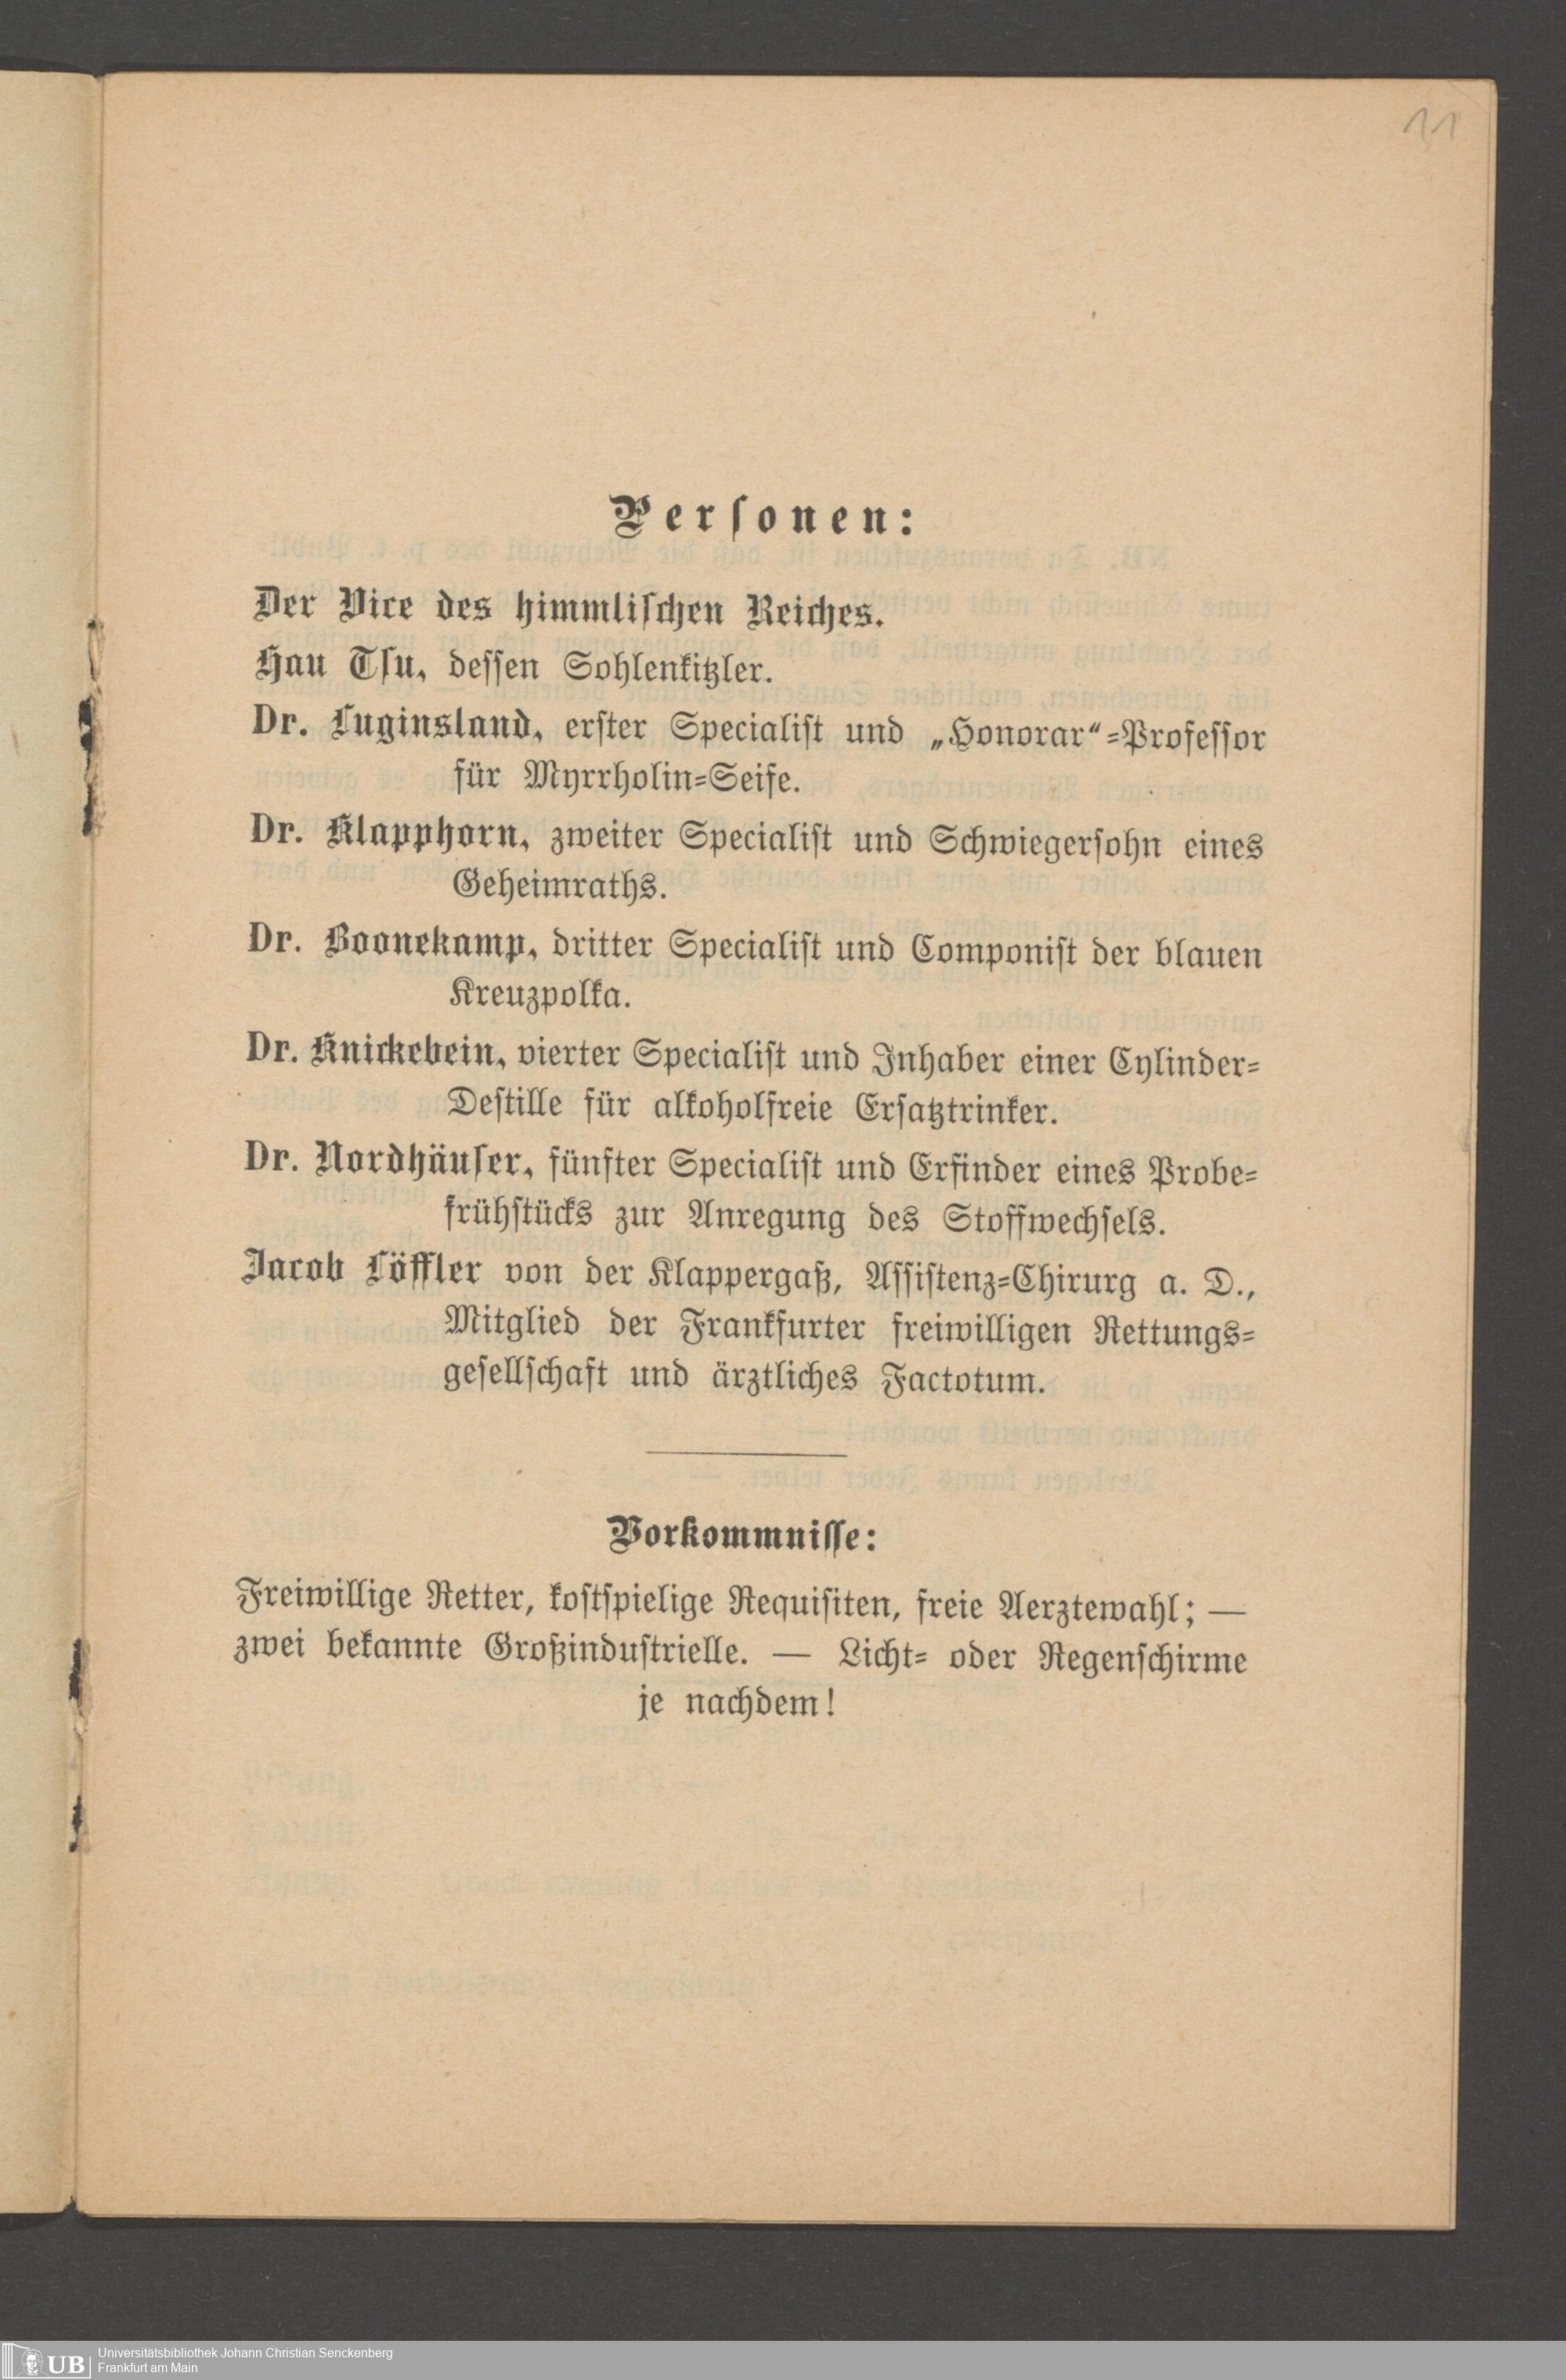 11
Personen:
Der Vice des himmlischen Reiches.
Hau Tsu, dessen Sohlenkitzler.
Dr. Luginsland, erster Specialist und „Honorar“-Professor
für Myrrholin-Seife.
Dr. Klapphorn, zweiter Specialist und Schwiegersohn eines
Geheimraths.
Dr. Boonekamp, dritter Specialist und Componist der blauen
Kreuzpolka.
Dr. Knickebein, vierter Specialist und Inhaber einer Cylinder-
Destille für alkoholfreie Ersatztrinker.
Dr. Nordhäuser, fünfter Specialist und Erfinder eines Probe-
frühstücks zur Anregung des Stoffwechsels.
Jacob Löffler von der Klappergaß, Assistenz-Chirurg a. D.,
Mitglied der Frankfurter freiwilligen Rettungs-
gesellschaft und ärztliches Factotum.
Vorkommnisse:
Freiwillige Retter, kostspielige Requisiten, freie Aerztewahl; —
zwei bekannte Großindustrielle. — Licht- oder Regenschirme
je nachdem!
UB
Universitätsbibliothek Johann Christian Senckenberg
Frankfurt am Main